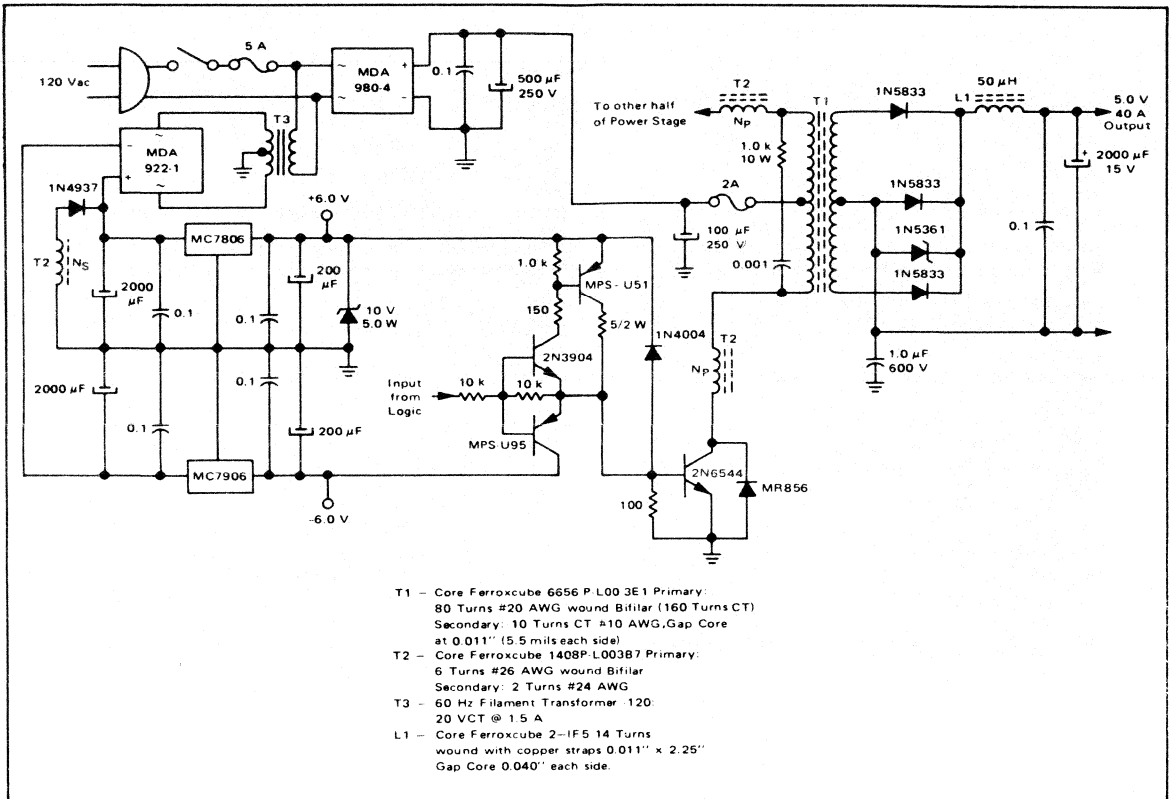 5 A
120 Vac
~
+
MDA
980-4
~
-
0.1
500 µF
250 V
T2
To other half
of Power Stage
Np
T1
1N5833
50 µH
L1
5.0 V
40 A
Output
1.0 k
10 W
2000 µF
+
15 V
T3
~
-
MDA
922-1
+
~
1N4937
+6.0 V
2A
1N5833
100 µF
250 V
1N5361
0.1
T2
NS
MC7806
1.0 k
MPS-U51
0.001
1N5833
2000
µF
0.1
0.1
200
µF
10 V
5.0 W
150
5/2 W
1N4004
T2
2N3904
Np
1.0 µF
600 V
2000 µF
0.1
Input
from
Logic
10 k
10 k
0.1
200 µF
MPS-U95
MC7906
2N6544
MR856
100
-6.0 V
T1 – Core Ferroxcube 6656 P-L00 3E1 Primary:
80 Turns #20 AWG wound Bifilar (160 Turns CT)
Secondary: 10 Turns CT #10 AWG,Gap Core
at 0.011" (5.5 mils each side)
T2 – Core Ferroxcube 1408P-L003B7 Primary:
6 Turns #26 AWG wound Bifilar
Secondary: 2 Turns #24 AWG
T3 - 60 Hz Filament Transformer 120:
20 VCT @ 1.5 A
L1 – Core Ferroxcube 2–IF5 14 Turns
wound with copper straps 0.011" x 2.25"
Gap Core 0.040" each side.